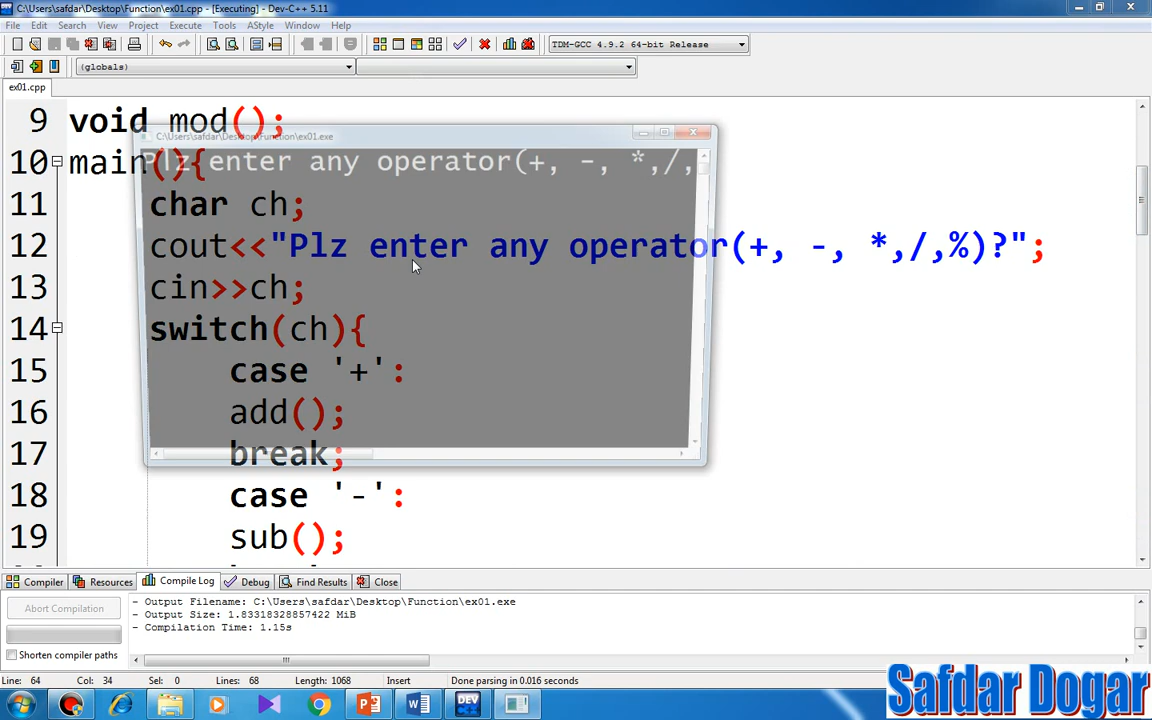 C:\Users\safdar\Desktop\Function\ex01.cpp - [Executing] - Dev-C++ 5.11
File Edit Search View Project Execute Tools AStyle Window Help
TDM-GCC 4.9.2 64-bit Release
(globals)
ex01.cpp
9 void mod();
C:\Users\safdar\Desktop\Function\ex01.exe
Plz enter any operator(+, -, *,/,
10 main(){
11 char ch;
12 cout<<"Plz enter any operator(+, -, *,/,%)?";
13 cin>>ch;
14 switch(ch){
15 case '+':
16 add();
17 break;
18 case '-':
19 sub();
Compiler Resources Compile Log Debug Find Results Close
Abort Compilation
Shorten compiler paths
- Output Filename: C:\Users\safdar\Desktop\Function\ex01.exe
- Output Size: 1.83318328857422 MiB
- Compilation Time: 1.15s
Line: 64 Col: 34 Sel: 0 Lines: 68 Length: 1068 Insert Done parsing in 0.016 seconds
Safdar Dogar